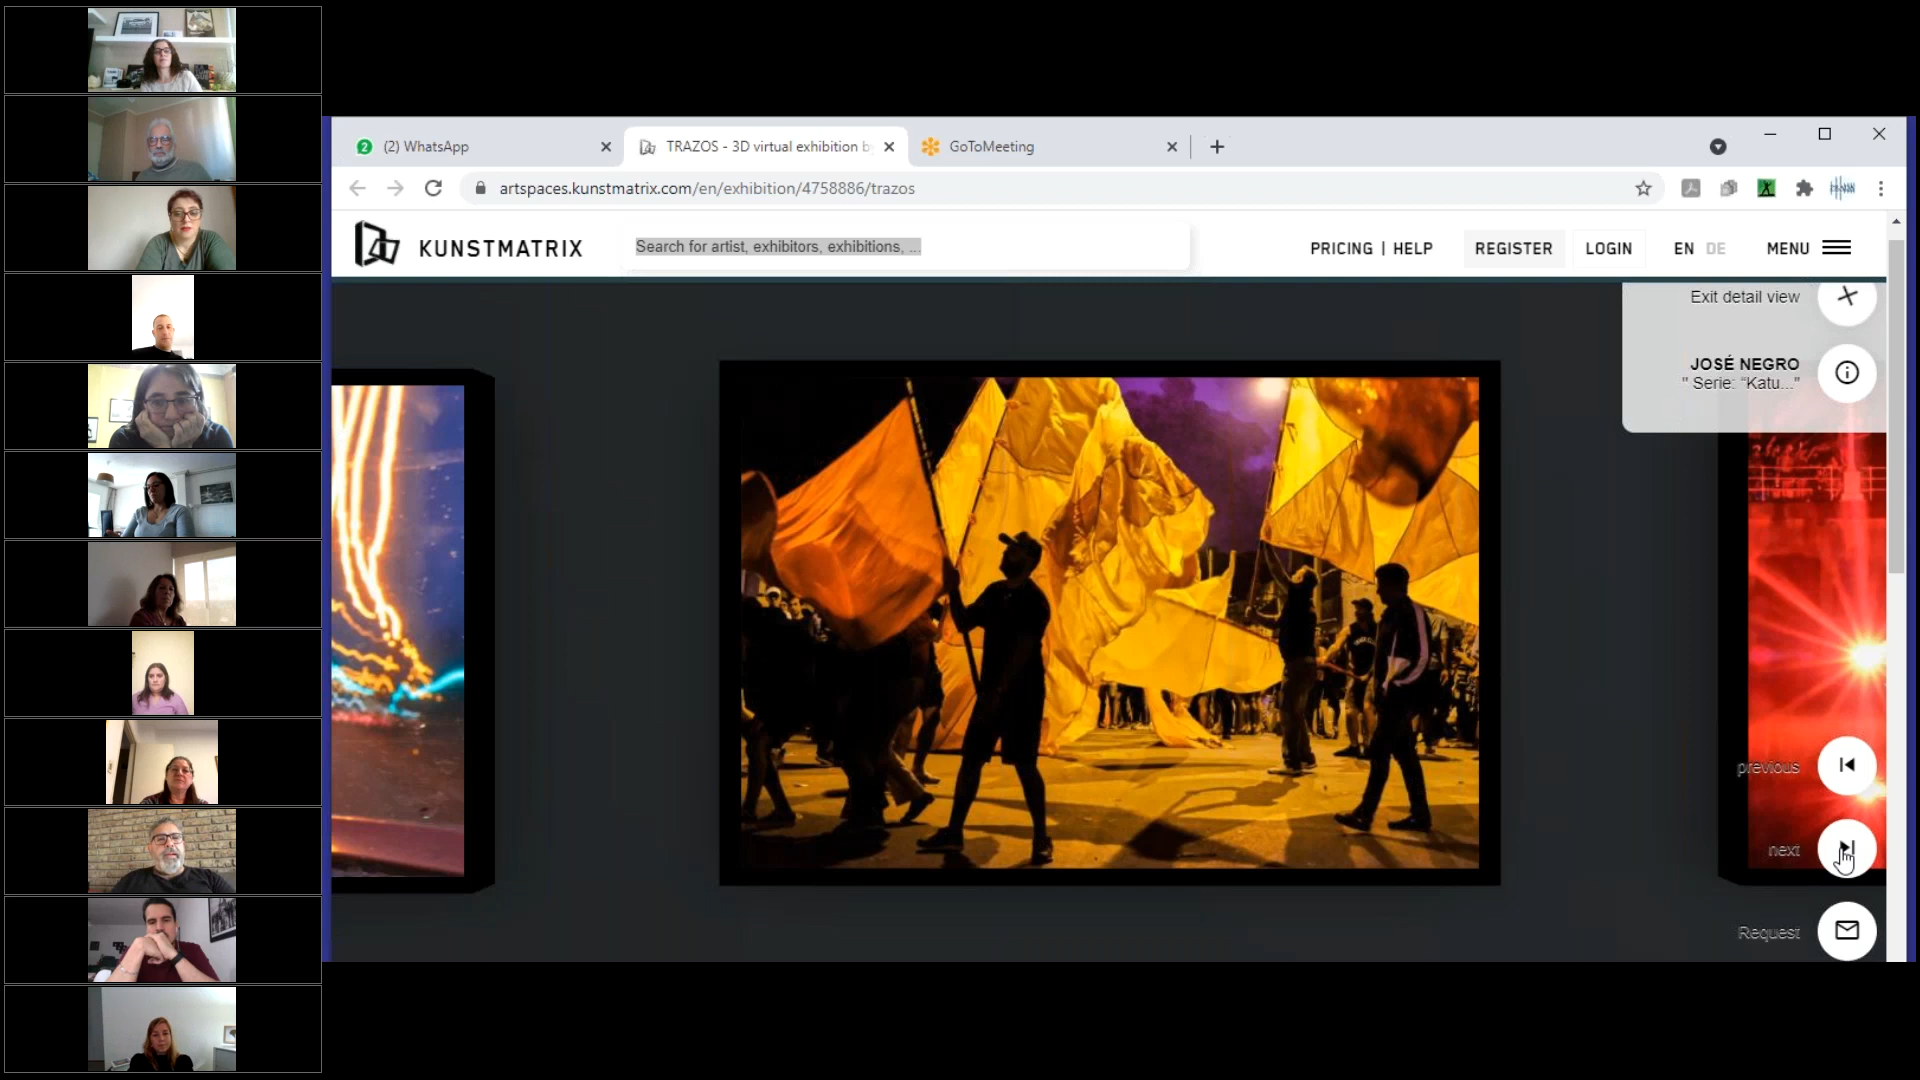 2
(2) WhatsApp
TRAZOS - 3D virtual exhibition b
GoToMeeting
artspaces.kunstmatrix.com/en/exhibition/4758886/trazos
KUNSTMATRIX
Search for artist, exhibitors, exhibitions, ...
PRICING | HELP
REGISTER
LOGIN
EN DE
MENU
Exit detail view
JOSÉ NEGRO
" Serie: “Katu..."
previous
next
Request